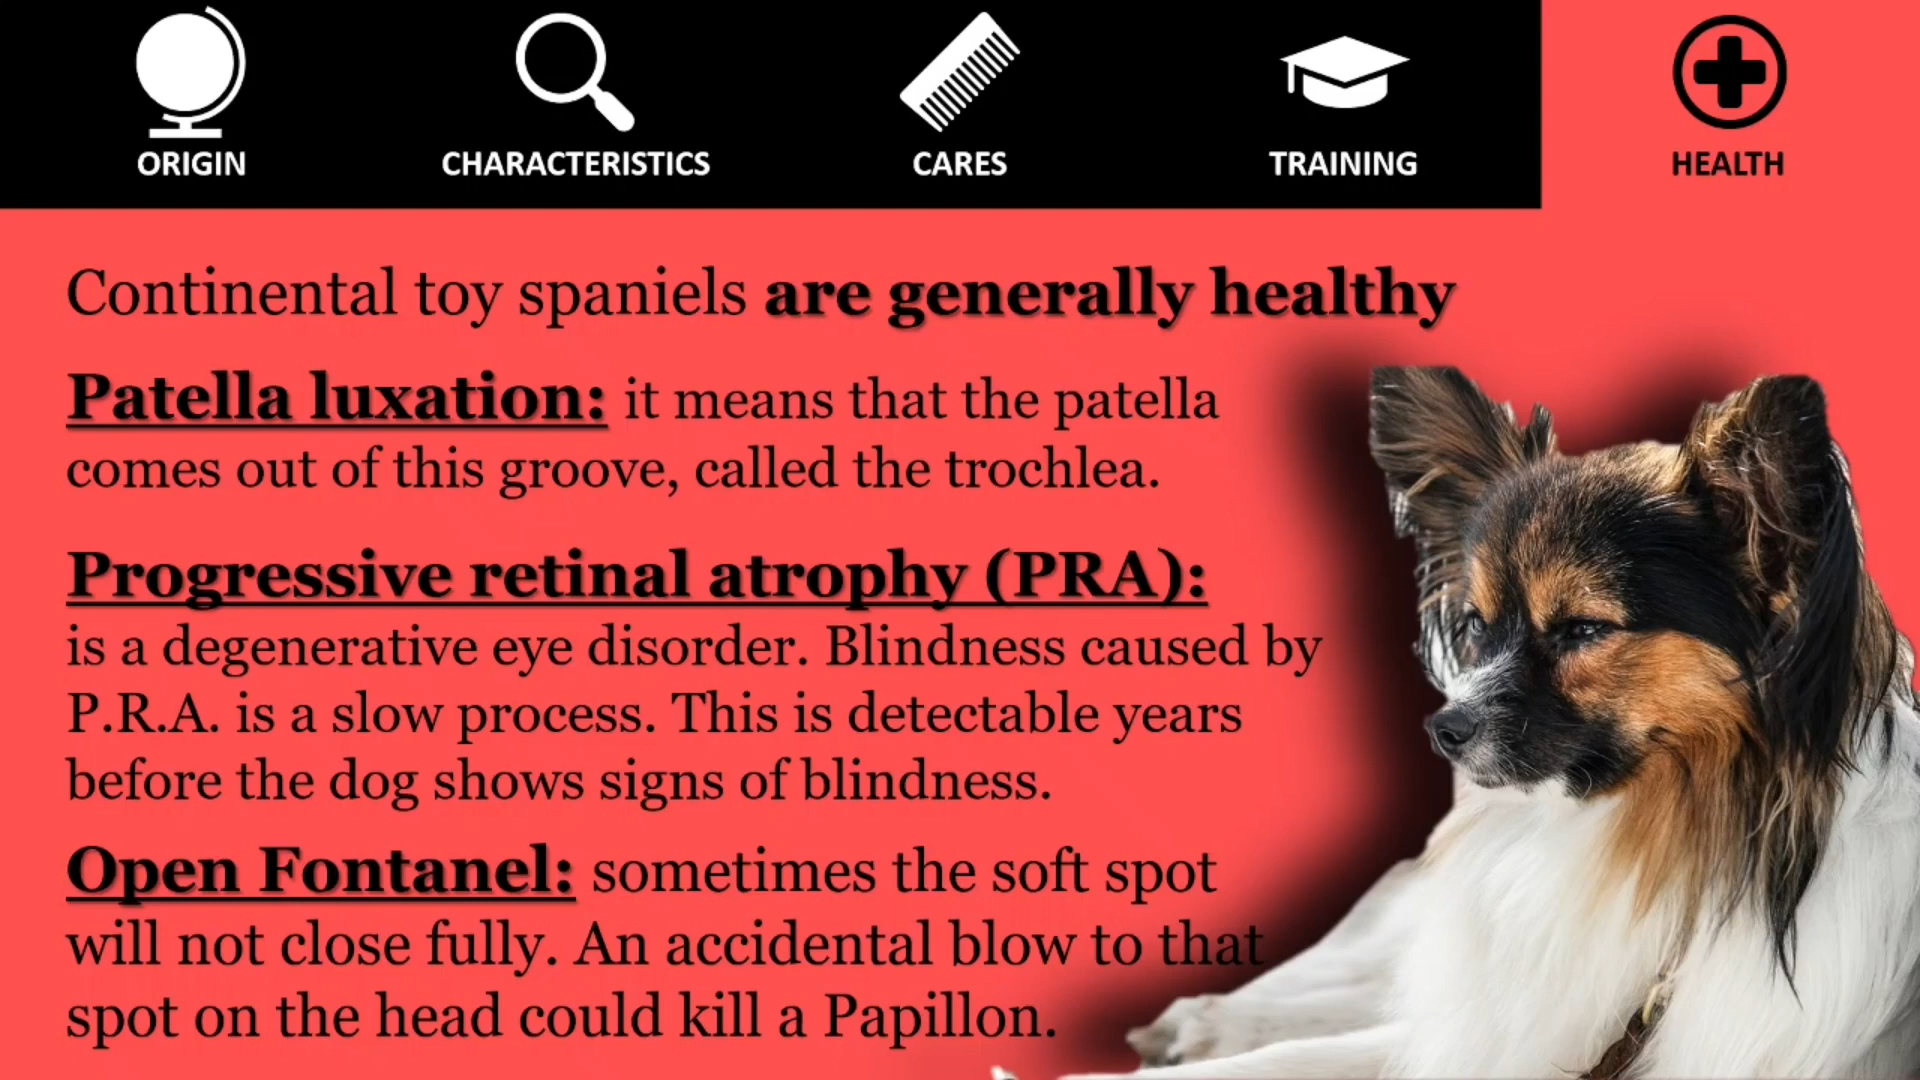 ORIGIN
CHARACTERISTICS
CARES
TRAINING
HEALTH
Continental toy spaniels are generally healthy
Patella luxation: it means that the patella
comes out of this groove, called the trochlea.
Progressive retinal atrophy (PRA):
is a degenerative eye disorder. Blindness caused by
P.R.A. is a slow process. This is detectable years
before the dog shows signs of blindness.
Open Fontanel: sometimes the soft spot
will not close fully. An accidental blow to that
spot on the head could kill a Papillon.